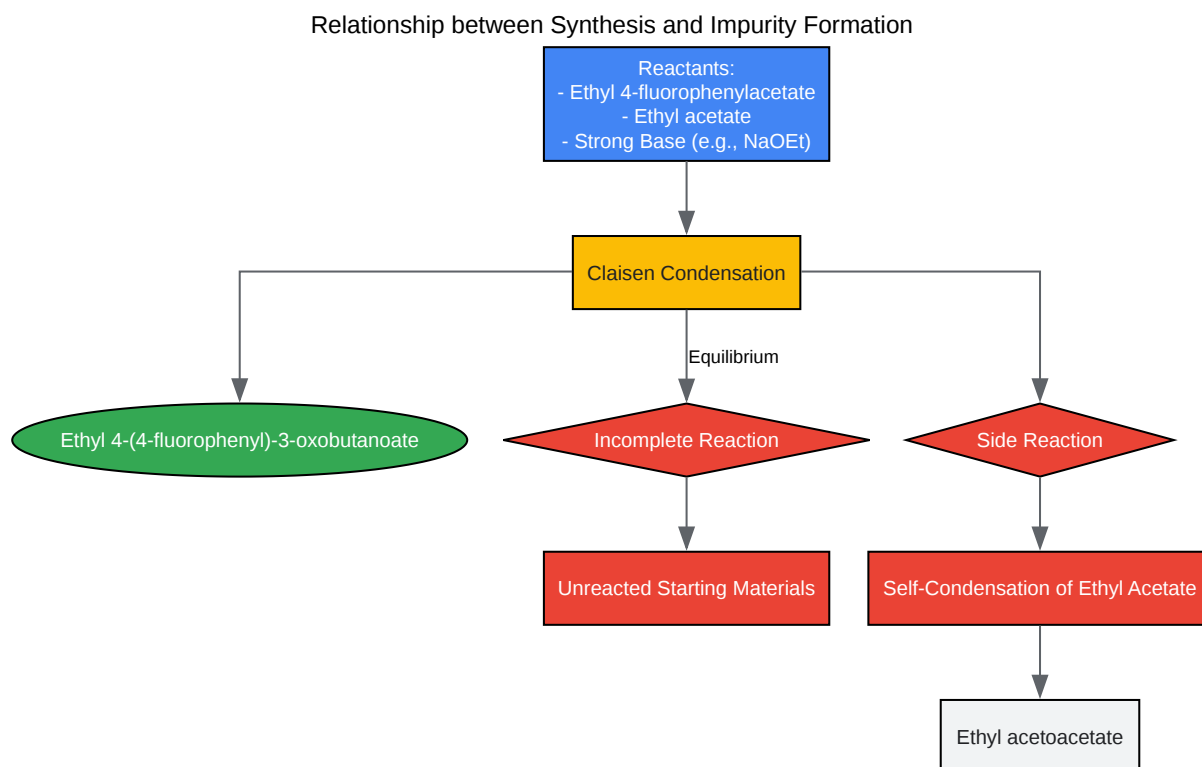 Relationship between Synthesis and Impurity Formation
Reactants:
- Ethyl 4-fluorophenylacetate
- Ethyl acetate
- Strong Base (e.g., NaOEt)
Claisen Condensation
Equilibrium
Ethyl 4-(4-fluorophenyl)-3-oxobutanoate
Incomplete Reaction
Side Reaction
Unreacted Starting Materials
Self-Condensation of Ethyl Acetate
Ethyl acetoacetate